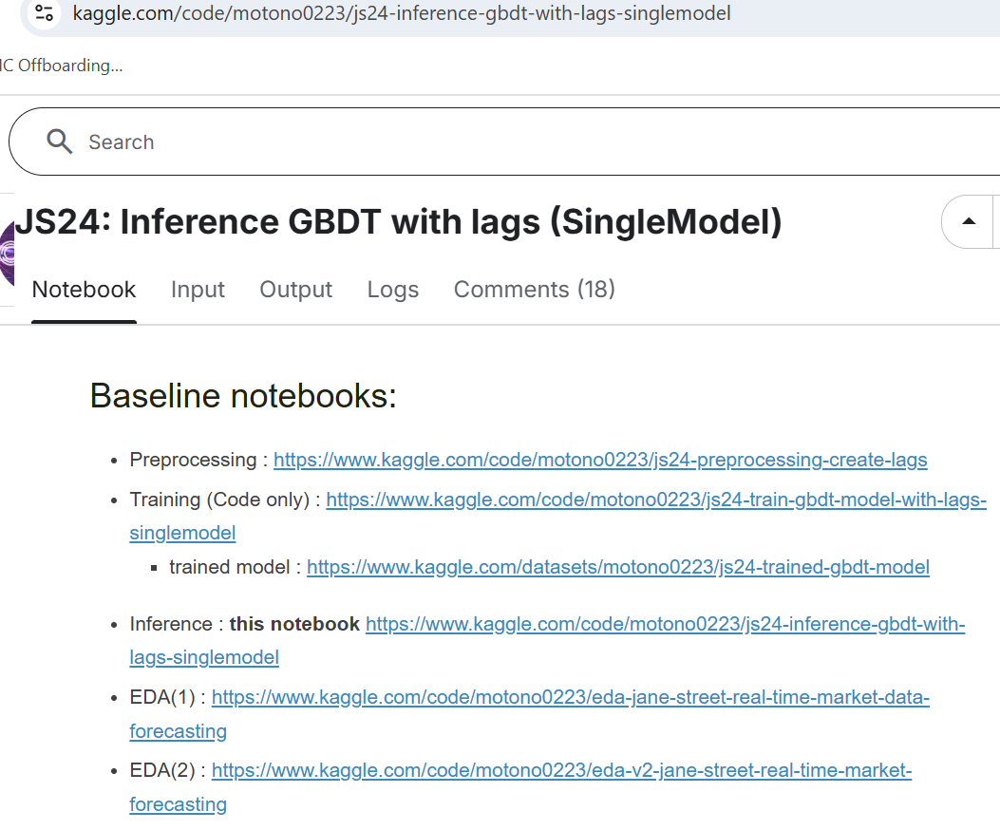 kaggle.com/code/motono0223/js24-inference-gbdt-with-lags-singlemodel
IC Offboarding...
Search
JS24: Inference GBDT with lags (SingleModel)
Notebook Input Output Logs Comments (18)
Baseline notebooks:
• Preprocessing : https://www.kaggle.com/code/motono0223/js24-preprocessing-create-lags
• Training (Code only) : https://www.kaggle.com/code/motono0223/js24-train-gbdt-model-with-lags-
singlemodel
▪ trained model : https://www.kaggle.com/datasets/motono0223/js24-trained-gbdt-model
• Inference : this notebook https://www.kaggle.com/code/motono0223/js24-inference-gbdt-with-
lags-singlemodel
• EDA(1) : https://www.kaggle.com/code/motono0223/eda-jane-street-real-time-market-data-
forecasting
• EDA(2) : https://www.kaggle.com/code/motono0223/eda-v2-jane-street-real-time-market-
forecasting